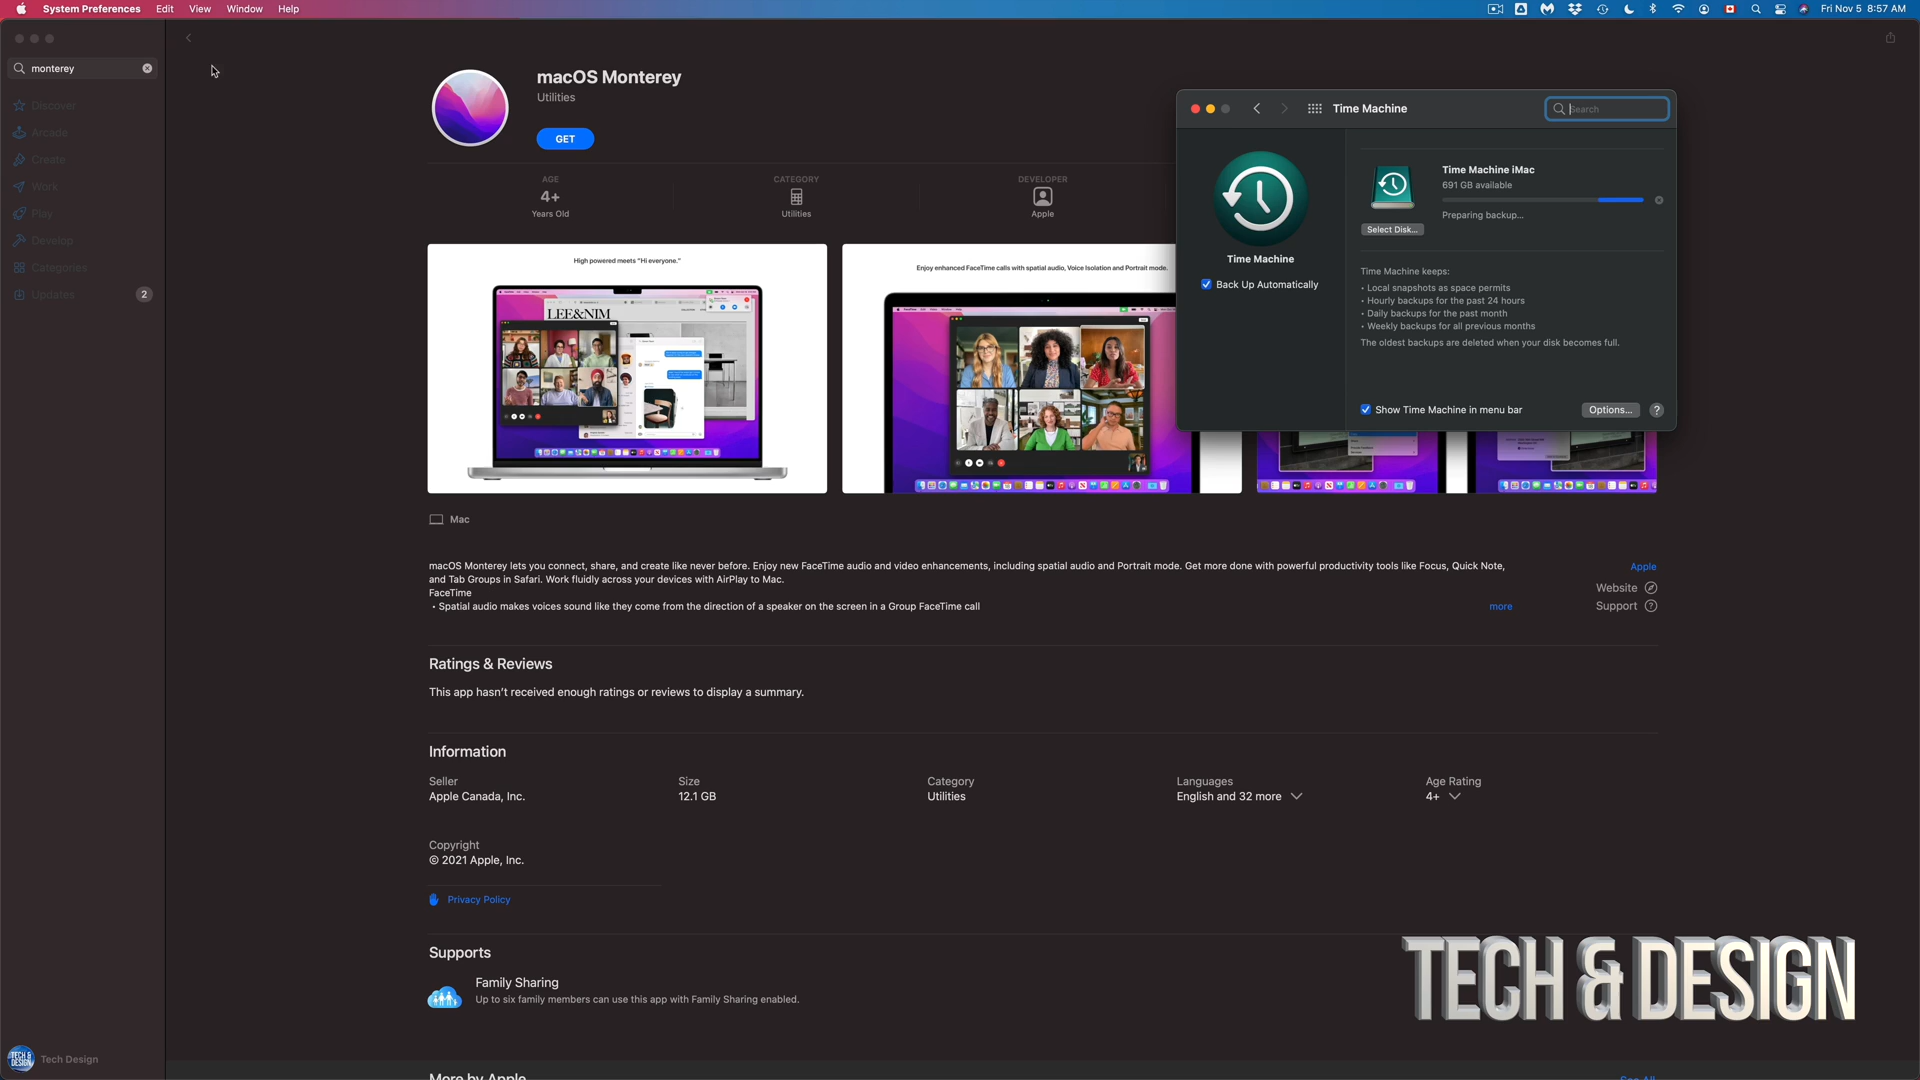 System Preferences Edit View Window Help
Fri Nov 5 8:57 AM
monterey
Discover
Arcade
Create
Work
Play
Develop
Categories
Updates 2
Tech Design
macOS Monterey
Utilities
GET
AGE
4+
Years Old
CATEGORY
Utilities
DEVELOPER
Apple
High powered meets “Hi everyone.”
LEE&NIM
Enjoy enhanced FaceTime calls with spatial audio, Voice Isolation and Portrait mode.
Time Machine
Search
Time Machine
Back Up Automatically
Time Machine iMac
691 GB available
Preparing backup...
Select Disk...
Time Machine keeps:
• Local snapshots as space permits
• Hourly backups for the past 24 hours
• Daily backups for the past month
• Weekly backups for all previous months
The oldest backups are deleted when your disk becomes full.
Show Time Machine in menu bar
Options...
?
Mac
macOS Monterey lets you connect, share, and create like never before. Enjoy new FaceTime audio and video enhancements, including spatial audio and Portrait mode. Get more done with powerful productivity tools like Focus, Quick Note,
and Tab Groups in Safari. Work fluidly across your devices with AirPlay to Mac.
FaceTime
• Spatial audio makes voices sound like they come from the direction of a speaker on the screen in a Group FaceTime call
more
Apple
Website
Support
Ratings & Reviews
This app hasn’t received enough ratings or reviews to display a summary.
Information
Seller
Apple Canada, Inc.
Size
12.1 GB
Category
Utilities
Languages
English and 32 more
Age Rating
4+
Copyright
© 2021 Apple, Inc.
Privacy Policy
Supports
Family Sharing
Up to six family members can use this app with Family Sharing enabled.
TECH & DESIGN
More by Apple
See All